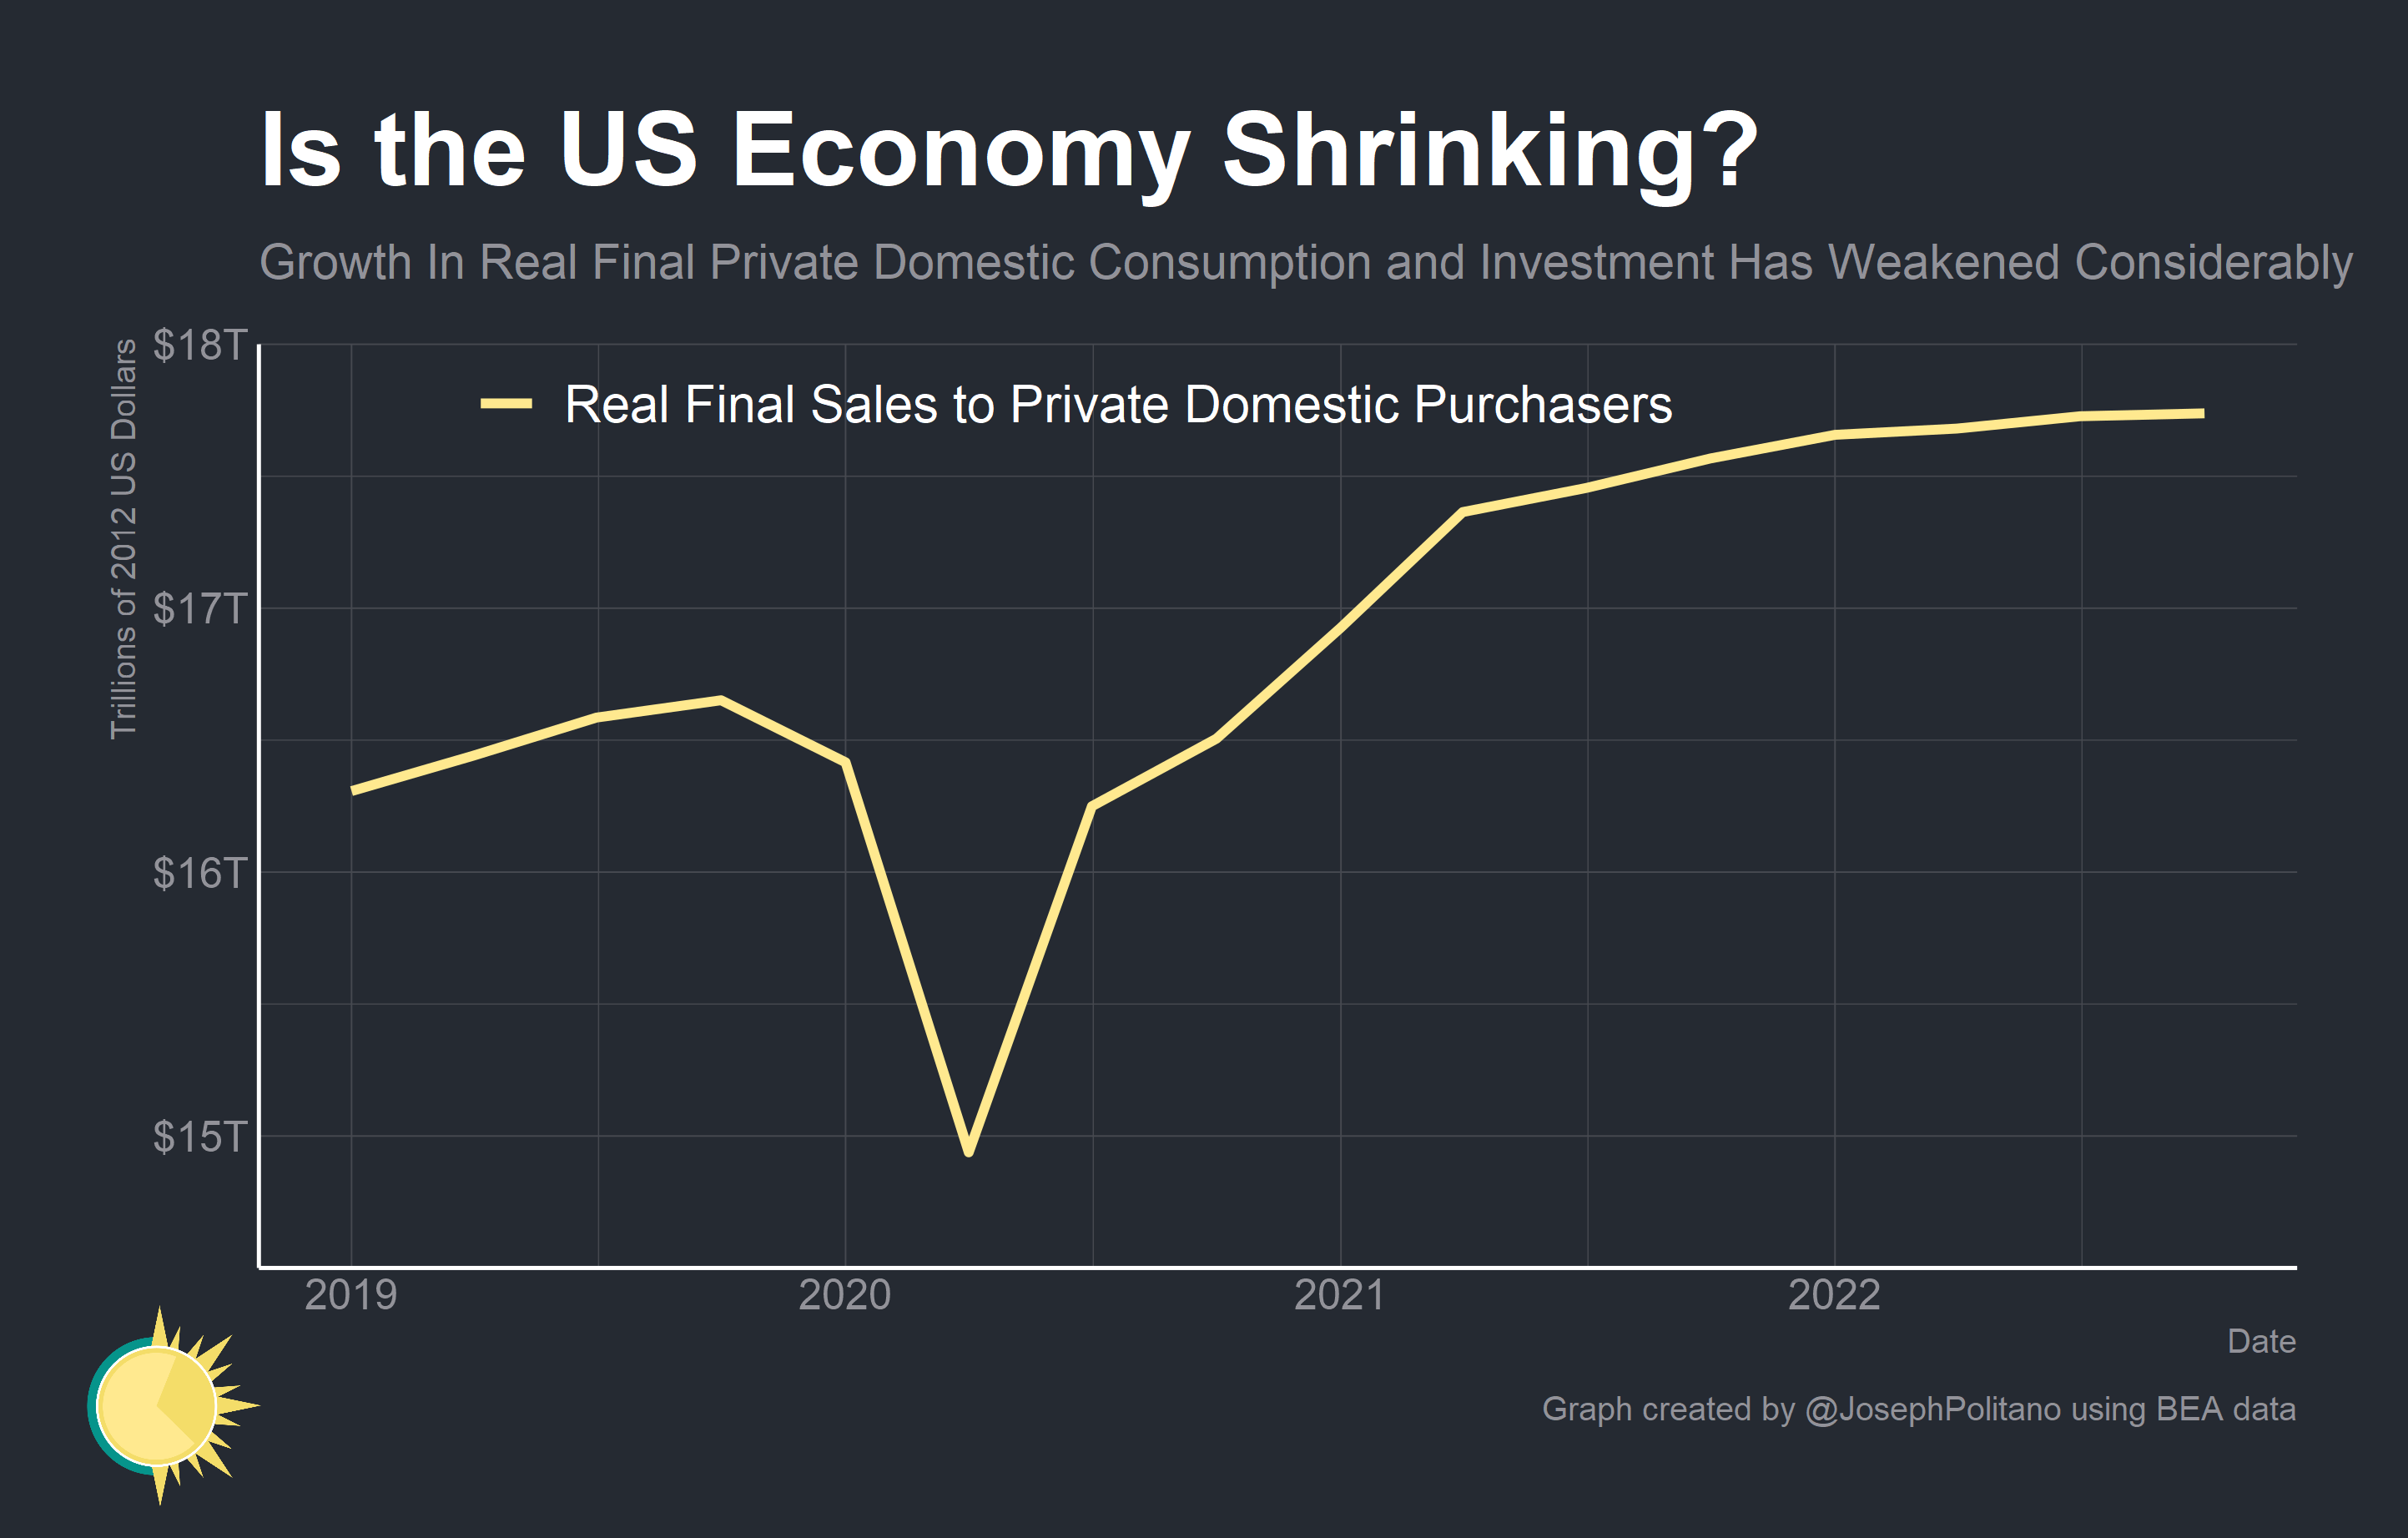 Is the US Economy Shrinking?
Growth In Real Final Private Domestic Consumption and Investment Has Weakened Considerably
Trillions of 2012 US Dollars
$18T
Real Final Sales to Private Domestic Purchasers
$17T
$16T
$15T
2019 2020 2021 2022
Date
Graph created by @JosephPolitano using BEA data